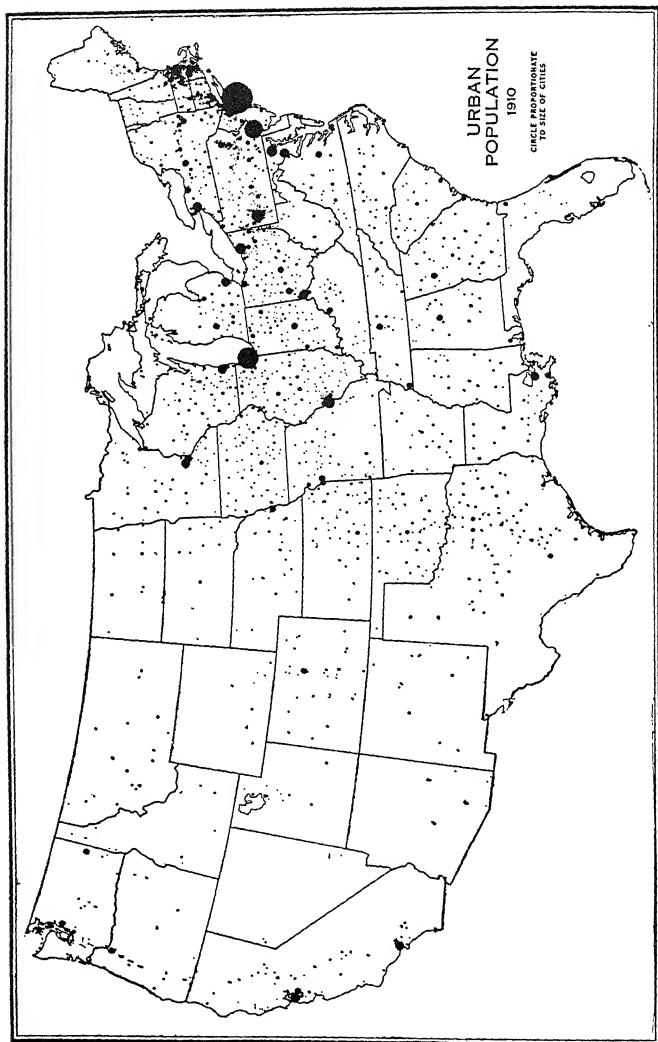 URBAN
POPULATION
1910
CIRCLE PROPORTIONATE
TO SIZE OF CITIES